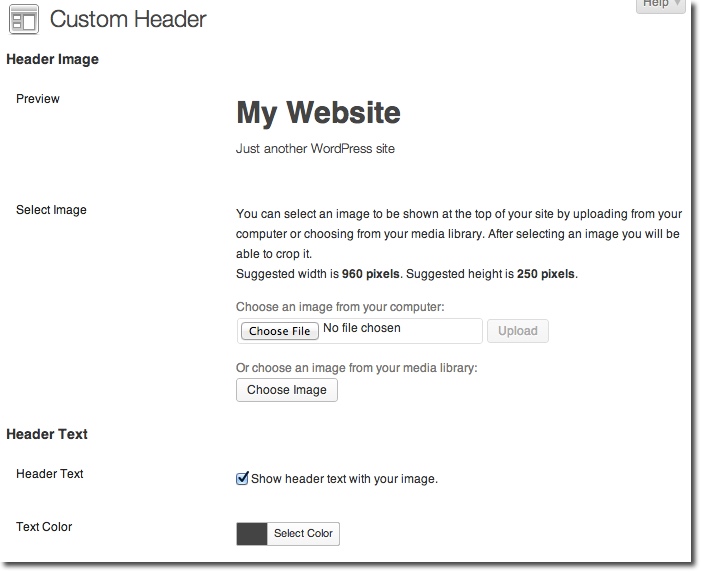 Help
Custom Header
Header Image
Preview
My Website
Just another WordPress site
Select Image
You can select an image to be shown at the top of your site by uploading from your
computer or choosing from your media library. After selecting an image you will be
able to crop it.
Suggested width is 960 pixels. Suggested height is 250 pixels.
Choose an image from your computer:
Choose File No file chosen Upload
Or choose an image from your media library:
Choose Image
Header Text
Header Text
Show header text with your image.
Text Color
Select Color